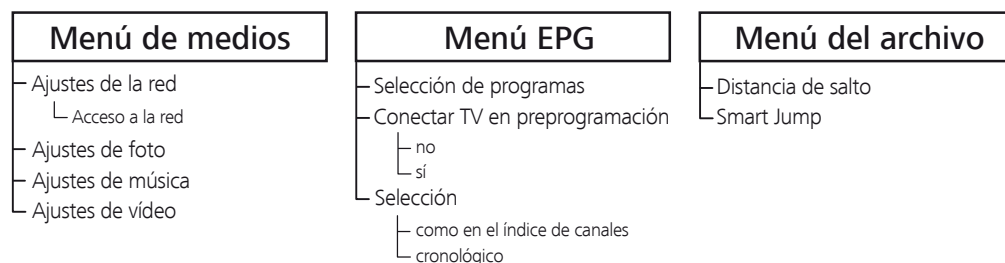 Menú de medios
Ajustes de la red
Acceso a la red
Ajustes de foto
Ajustes de música
Ajustes de vídeo
Menú EPG
Selección de programas
Conectar TV en preprogramación
no
sí
Selección
como en el índice de canales
cronológico
Menú del archivo
Distancia de salto
Smart Jump